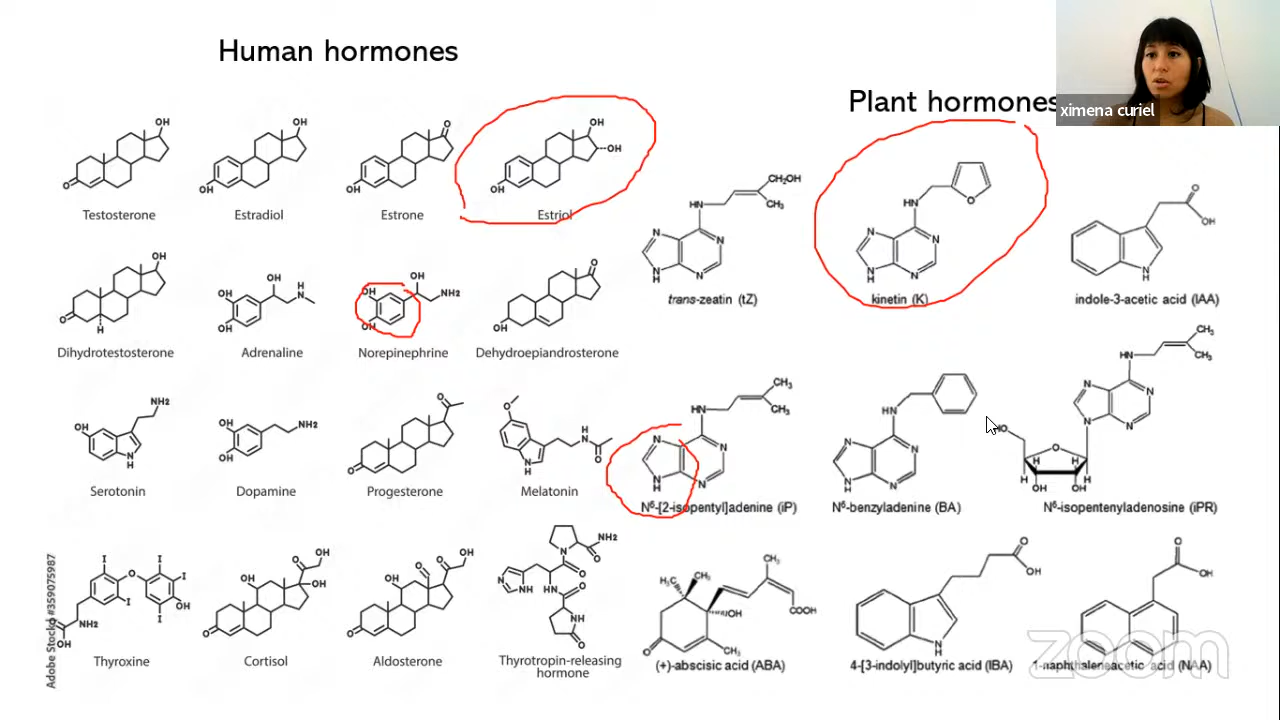 Human hormones
Plant hormones
ximena curiel
Testosterone
Estradiol
Estrone
Estriol
trans-zeatin (tZ)
kinetin (K)
indole-3-acetic acid (IAA)
Dihydrotestosterone
Adrenaline
Norepinephrine
Dehydroepiandrosterone
Serotonin
Dopamine
Progesterone
Melatonin
N⁶-[2-isopentyl]adenine (iP)
N⁶-benzyladenine (BA)
N⁶-isopentenyladenosine (iPR)
Thyroxine
Cortisol
Aldosterone
Thyrotropin-releasing
hormone
(+)-abscisic acid (ABA)
4-[3-indolyl]butyric acid (IBA)
1-naphthaleneacetic acid (NAA)
Adobe Stock | #359075987
zoom